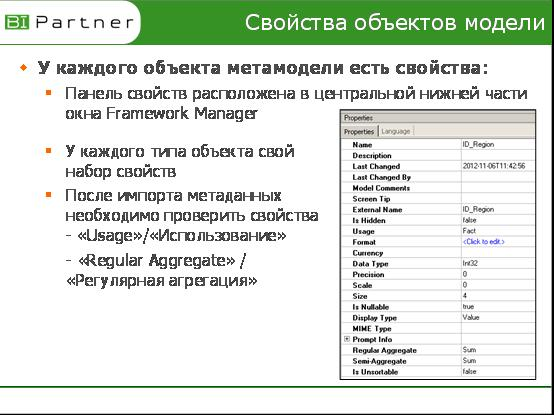 BI Partner
Свойства объектов модели
У каждого объекта метамодели есть свойства:
Панель свойств расположена в центральной нижней части
окна Framework Manager
У каждого типа объекта свой
набор свойств
После импорта метаданных
необходимо проверить свойства
- «Usage»/«Использование»
- «Regular Aggregate» /
«Регулярная агрегация»
Properties
Properties Language
Name ID_Region
Description
Last Changed 2012-11-06T11:42:56
Last Changed By
Model Comments
Screen Tip
External Name ID_Region
Is Hidden false
Usage Fact
Format <Click to edit.>
Currency
Data Type Int32
Precision 0
Scale 0
Size 4
Is Nullable true
Display Type Value
MIME Type
Prompt Info
Regular Aggregate Sum
Semi-Aggregate Sum
Is Unsortable false